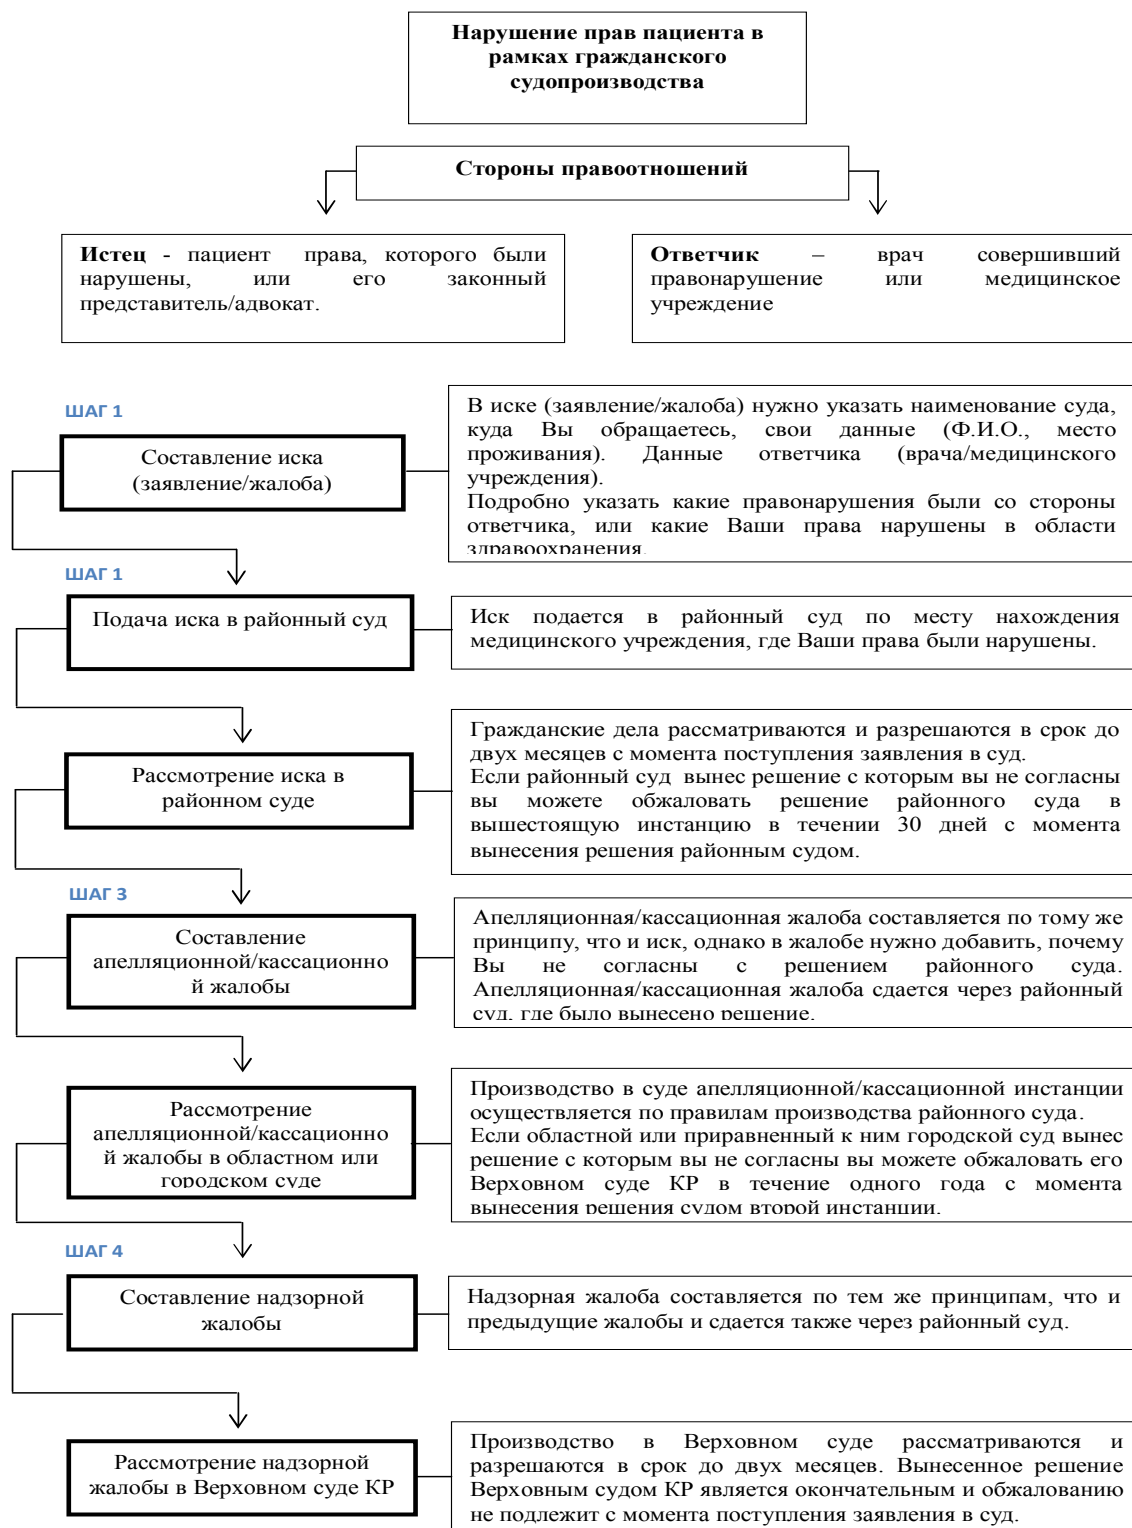 Нарушение прав пациента в
рамках гражданского
судопроизводства
Стороны правоотношений
Истец - пациент права, которого были
нарушены, или его законный
представитель/адвокат.
Ответчик – врач совершивший
правонарушение или медицинское
учреждение
ШАГ 1
Составление иска
(заявление/жалоба)
В иске (заявление/жалоба) нужно указать наименование суда,
куда Вы обращаетесь, свои данные (Ф.И.О., место
проживания). Данные ответчика (врача/медицинского
учреждения).
Подробно указать какие правонарушения были со стороны
ответчика, или какие Ваши права нарушены в области
здравоохранения.
ШАГ 1
Подача иска в районный суд
Иск подается в районный суд по месту нахождения
медицинского учреждения, где Ваши права были нарушены.
Рассмотрение иска в
районном суде
Гражданские дела рассматриваются и разрешаются в срок до
двух месяцев с момента поступления заявления в суд.
Если районный суд вынес решение с которым вы не согласны
вы можете обжаловать решение районного суда в
вышестоящую инстанцию в течении 30 дней с момента
вынесения решения районным судом.
ШАГ 3
Составление
апелляционной/кассационно
й жалобы
Апелляционная/кассационная жалоба составляется по тому же
принципу, что и иск, однако в жалобе нужно добавить, почему
Вы не согласны с решением районного суда.
Апелляционная/кассационная жалоба сдается через районный
суд, где было вынесено решение.
Рассмотрение
апелляционной/кассационно
й жалобы в областном или
городском суде
Производство в суде апелляционной/кассационной инстанции
осуществляется по правилам производства районного суда.
Если областной или приравненный к ним городской суд вынес
решение с которым вы не согласны вы можете обжаловать его
Верховном суде КР в течение одного года с момента
вынесения решения судом второй инстанции.
ШАГ 4
Составление надзорной
жалобы
Надзорная жалоба составляется по тем же принципам, что и
предыдущие жалобы и сдается также через районный суд.
Рассмотрение надзорной
жалобы в Верховном суде КР
Производство в Верховном суде рассматриваются и
разрешаются в срок до двух месяцев. Вынесенное решение
Верховным судом КР является окончательным и обжалованию
не подлежит с момента поступления заявления в суд.